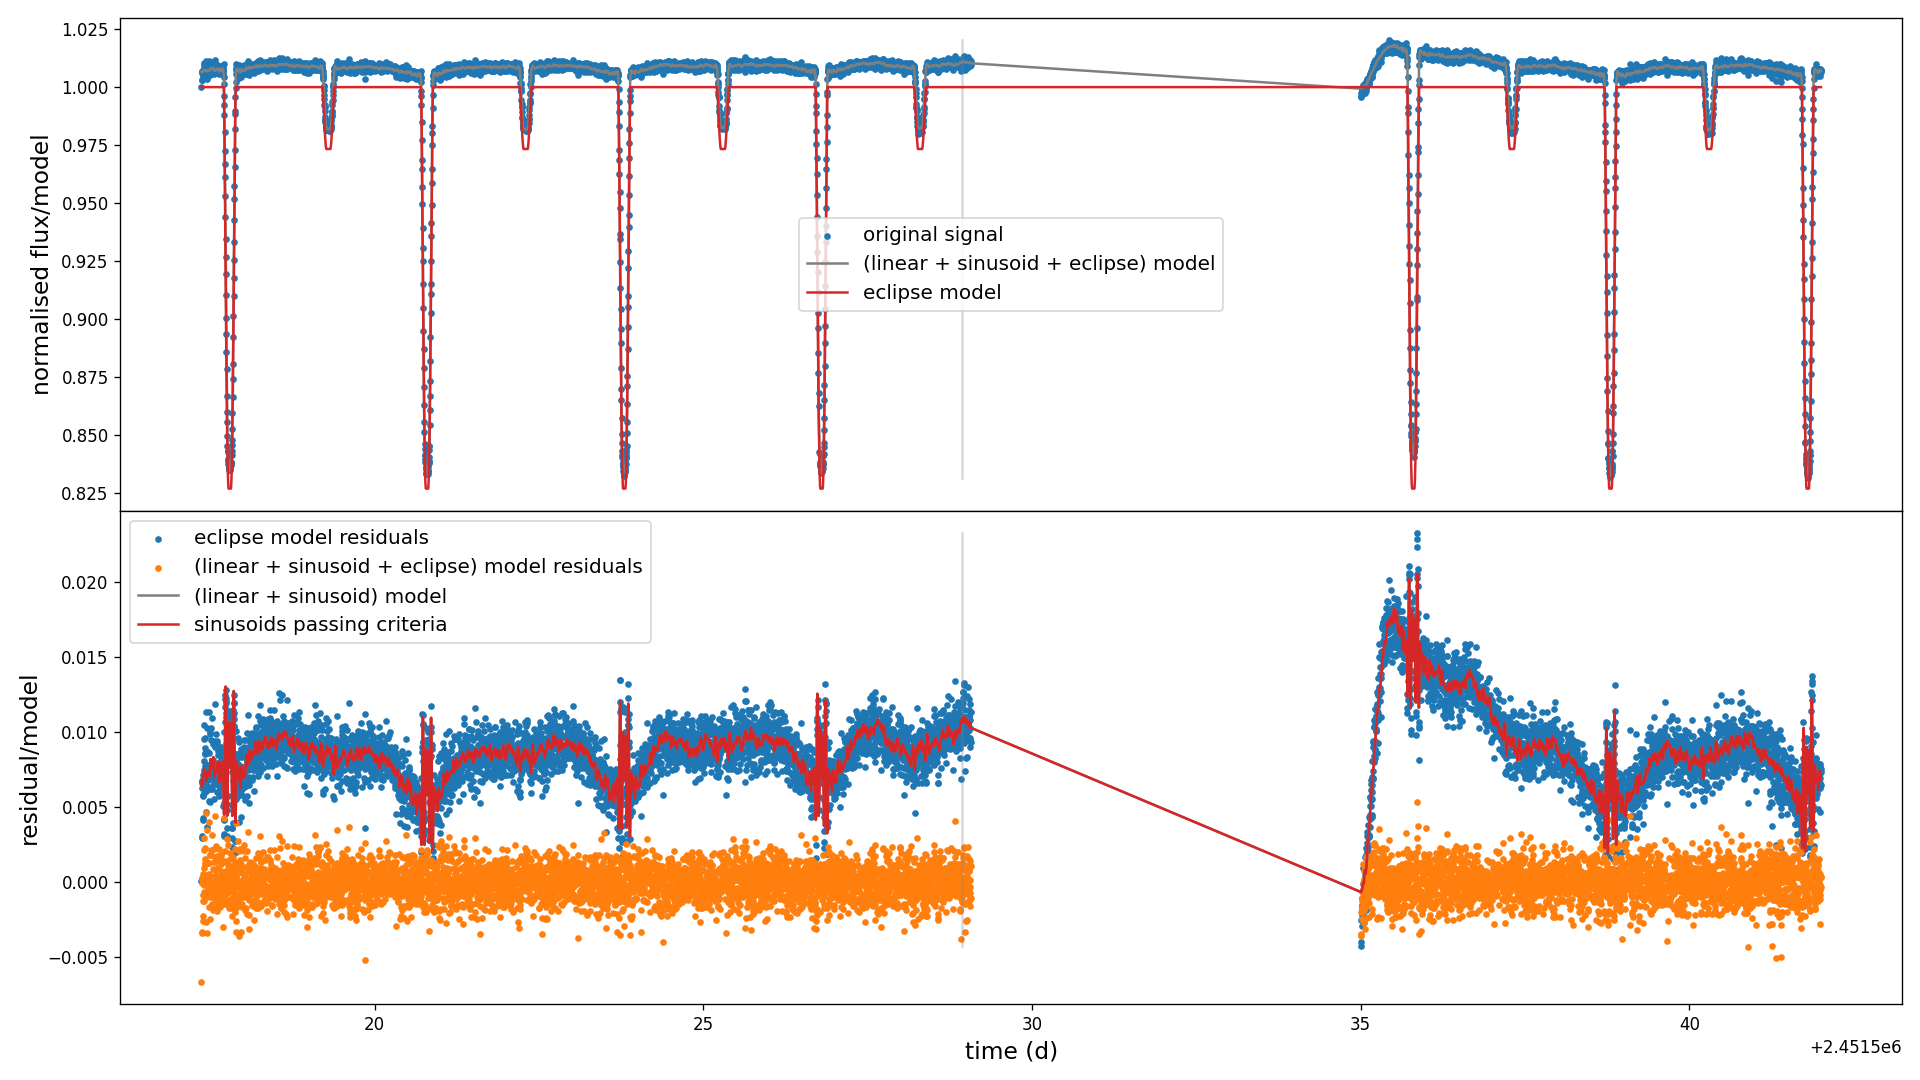 1.025
1.000
0.975
0.950
0.925
0.900
0.875
0.850
0.825
normalised flux/model
original signal
(linear + sinusoid + eclipse) model
eclipse model
eclipse model residuals
(linear + sinusoid + eclipse) model residuals
(linear + sinusoid) model
sinusoids passing criteria
0.020
0.015
0.010
0.005
0.000
−0.005
residual/model
20 25 30 35 40
time (d)
+2.4515e6